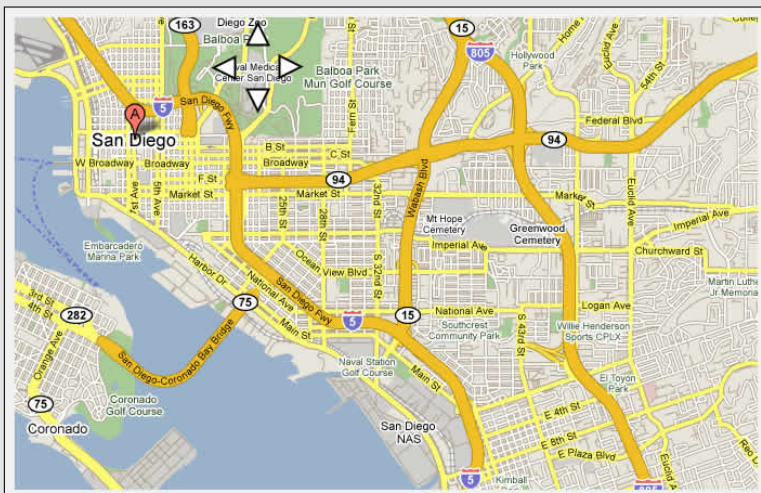 163
Diego Zoo
Balboa Pa
Naval Medica
Center San Diego
15
805
Hollywood
Park
Home Ave
Euclid Ave
54th St
Balboa Park
Mun Golf Course
Fern St
5
San Diego Fwy
A
San Diego
Federal Blvd
94
W Broadway
Broadway
B St
C St
Broadway
F St
Market St
94
Market St
Market St
1st Ave
5th Ave
25th St
28th St
32nd St
S 32nd St
Wabash Blvd
Mt Hope
Cemetery
Greenwood
Cemetery
Euclid Ave
Imperial Ave
Imperial Ave
Churchward St
Embarcadero
Marina Park
Harbor Dr
National Ave
Ocean View Blvd
San Diego Fwy
Main St
75
Martin Luthe
Jr Memoria
3rd St
4th St
282
Orange Ave
San Diego-Coronado Bay Bridge
5
15
National Ave
Logan Ave
Southcrest
Community Park
S 43rd St
Willie Henderson
Sports CPLX
Naval Station
Golf Course
Main St
El Toyon
Park
75
Coronado
Golf Course
Coronado
San Diego
NAS
E 4th St
E 8th St
E Plaza Blvd
Euclid A
Reo D
5
Kimball
805